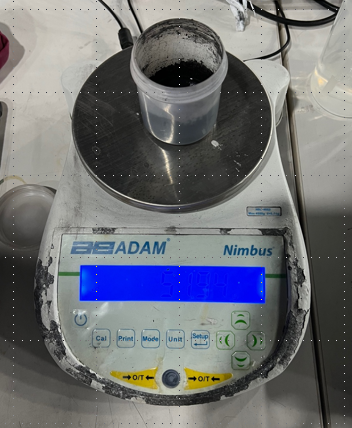 ADAM
Nimbus
Cal
Print
Mode
Unit
Setup
→O/T←
→O/T←